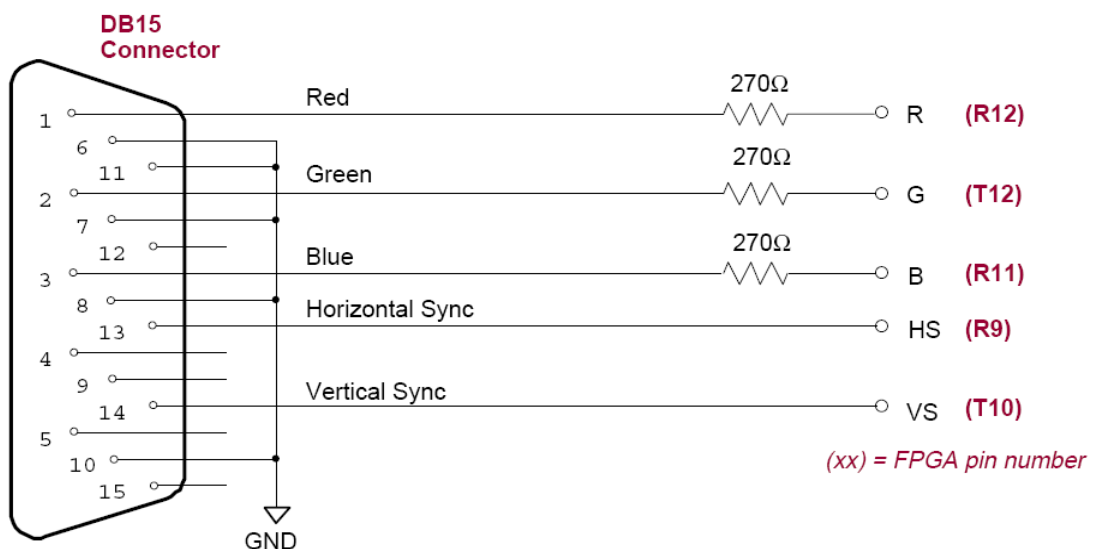 DB15
Connector
270Ω
1 Red R (R12)
6
11 270Ω
2 Green G (T12)
7
12 270Ω
3 Blue B (R11)
8
13 Horizontal Sync HS (R9)
4
9
14 Vertical Sync VS (T10)
5
10 (xx) = FPGA pin number
15
GND